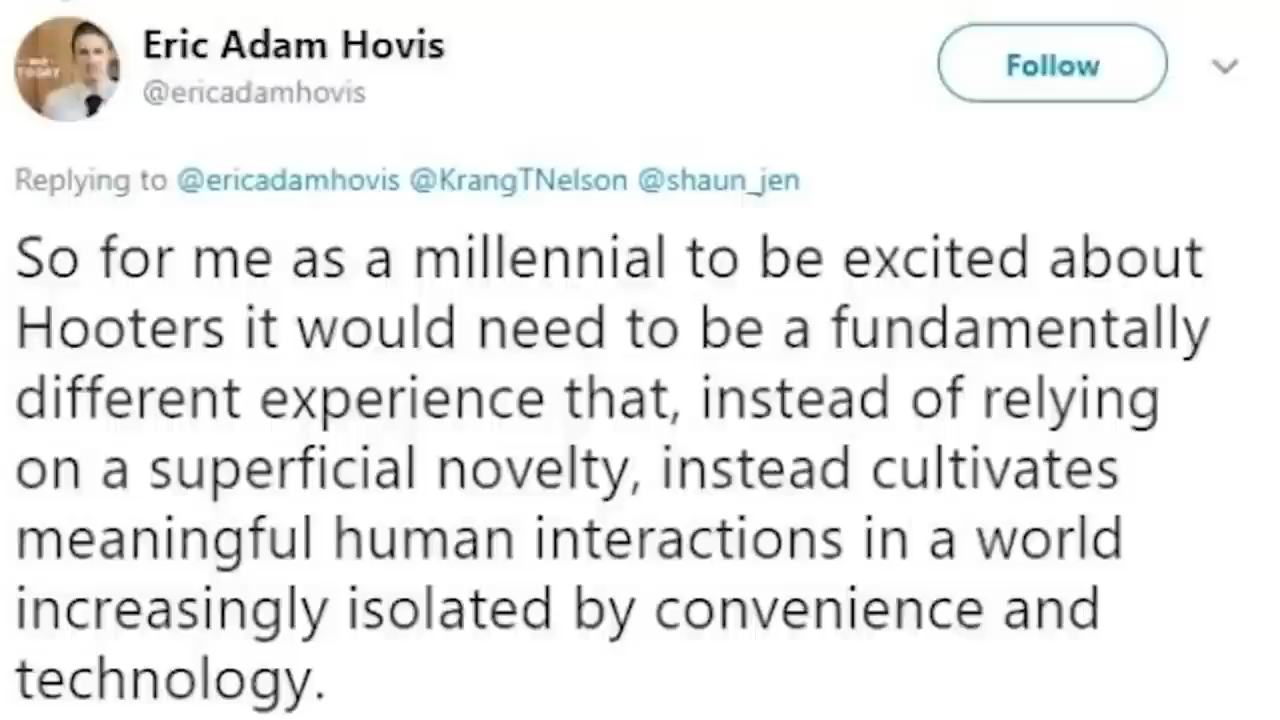 Eric Adam Hovis
@ericadamhovis
Follow
Replying to @ericadamhovis @KrangTNelson @shaun_jen
So for me as a millennial to be excited about
Hooters it would need to be a fundamentally
different experience that, instead of relying
on a superficial novelty, instead cultivates
meaningful human interactions in a world
increasingly isolated by convenience and
technology.